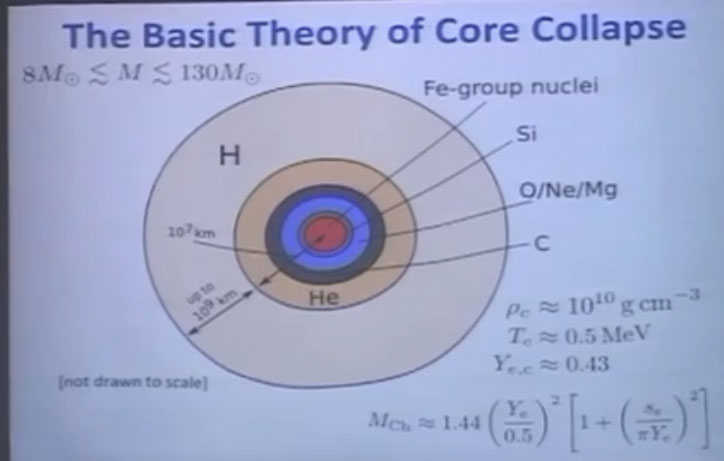 The Basic Theory of Core Collapse
8M⊙ ≲ M ≲ 130M⊙
Fe-group nuclei
Si
H
O/Ne/Mg
10⁷ km
C
up to
10⁹ km
He
ρc ≈ 10¹⁰ g cm⁻³
Tc ≈ 0.5 MeV
Ye,c ≈ 0.43
[not drawn to scale]
MCh ≈ 1.44 (Ye/0.5)² [1 + (se/πYe)²]